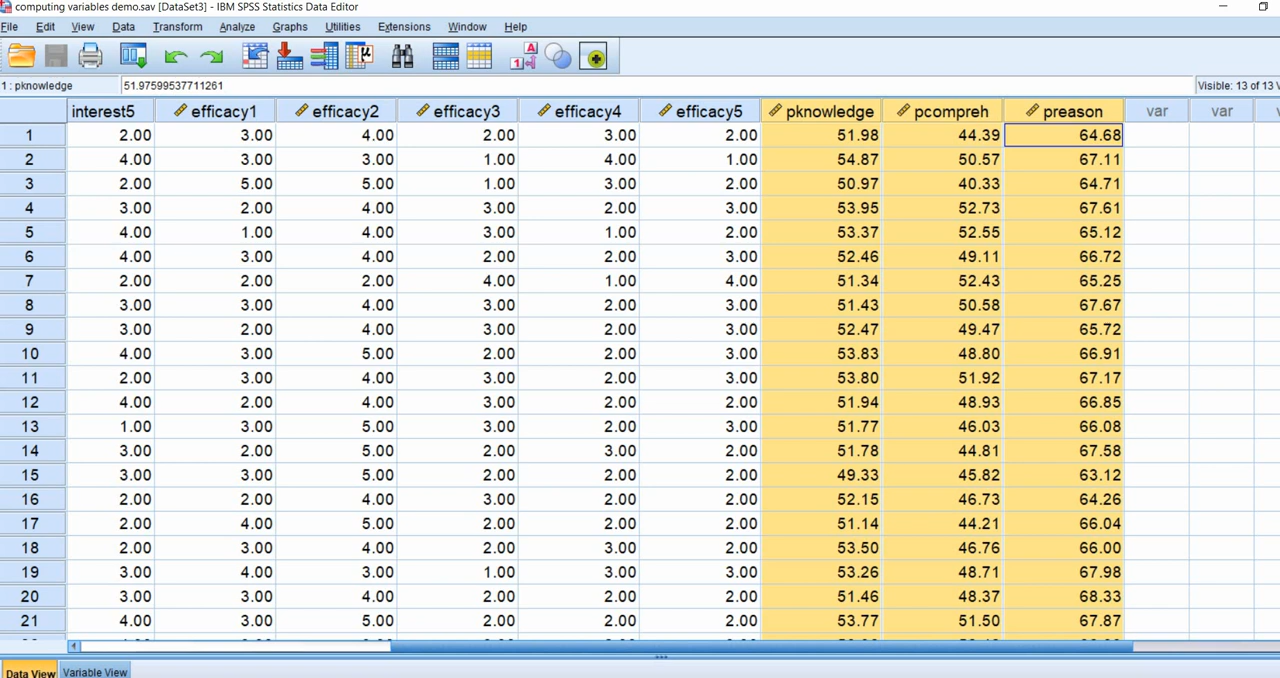 computing variables demo.sav [DataSet3] - IBM SPSS Statistics Data Editor
File Edit View Data Transform Analyze Graphs Utilities Extensions Window Help
1 : pknowledge 51.97599537711261 Visible: 13 of 13 V
interest5 efficacy1 efficacy2 efficacy3 efficacy4 efficacy5 pknowledge pcompreh preason var var
1 2.00 3.00 4.00 2.00 3.00 2.00 51.98 44.39 64.68
2 4.00 3.00 3.00 1.00 4.00 1.00 54.87 50.57 67.11
3 2.00 5.00 5.00 1.00 3.00 2.00 50.97 40.33 64.71
4 3.00 2.00 4.00 3.00 2.00 3.00 53.95 52.73 67.61
5 4.00 1.00 4.00 3.00 1.00 2.00 53.37 52.55 65.12
6 4.00 3.00 4.00 2.00 2.00 3.00 52.46 49.11 66.72
7 2.00 2.00 2.00 4.00 1.00 4.00 51.34 52.43 65.25
8 3.00 3.00 4.00 3.00 2.00 3.00 51.43 50.58 67.67
9 3.00 2.00 4.00 3.00 2.00 3.00 52.47 49.47 65.72
10 4.00 3.00 5.00 2.00 2.00 3.00 53.83 48.80 66.91
11 2.00 3.00 4.00 3.00 2.00 3.00 53.80 51.92 67.17
12 4.00 2.00 4.00 3.00 2.00 2.00 51.94 48.93 66.85
13 1.00 3.00 5.00 3.00 2.00 3.00 51.77 46.03 66.08
14 3.00 2.00 5.00 2.00 3.00 2.00 51.78 44.81 67.58
15 3.00 3.00 5.00 2.00 2.00 2.00 49.33 45.82 63.12
16 2.00 2.00 4.00 3.00 2.00 2.00 52.15 46.73 64.26
17 2.00 4.00 5.00 2.00 2.00 2.00 51.14 44.21 66.04
18 2.00 3.00 4.00 2.00 3.00 2.00 53.50 46.76 66.00
19 3.00 4.00 3.00 1.00 3.00 3.00 53.26 48.71 67.98
20 3.00 3.00 4.00 2.00 2.00 3.00 51.46 48.37 68.33
21 4.00 3.00 5.00 2.00 2.00 2.00 53.77 51.50 67.87
Data View Variable View